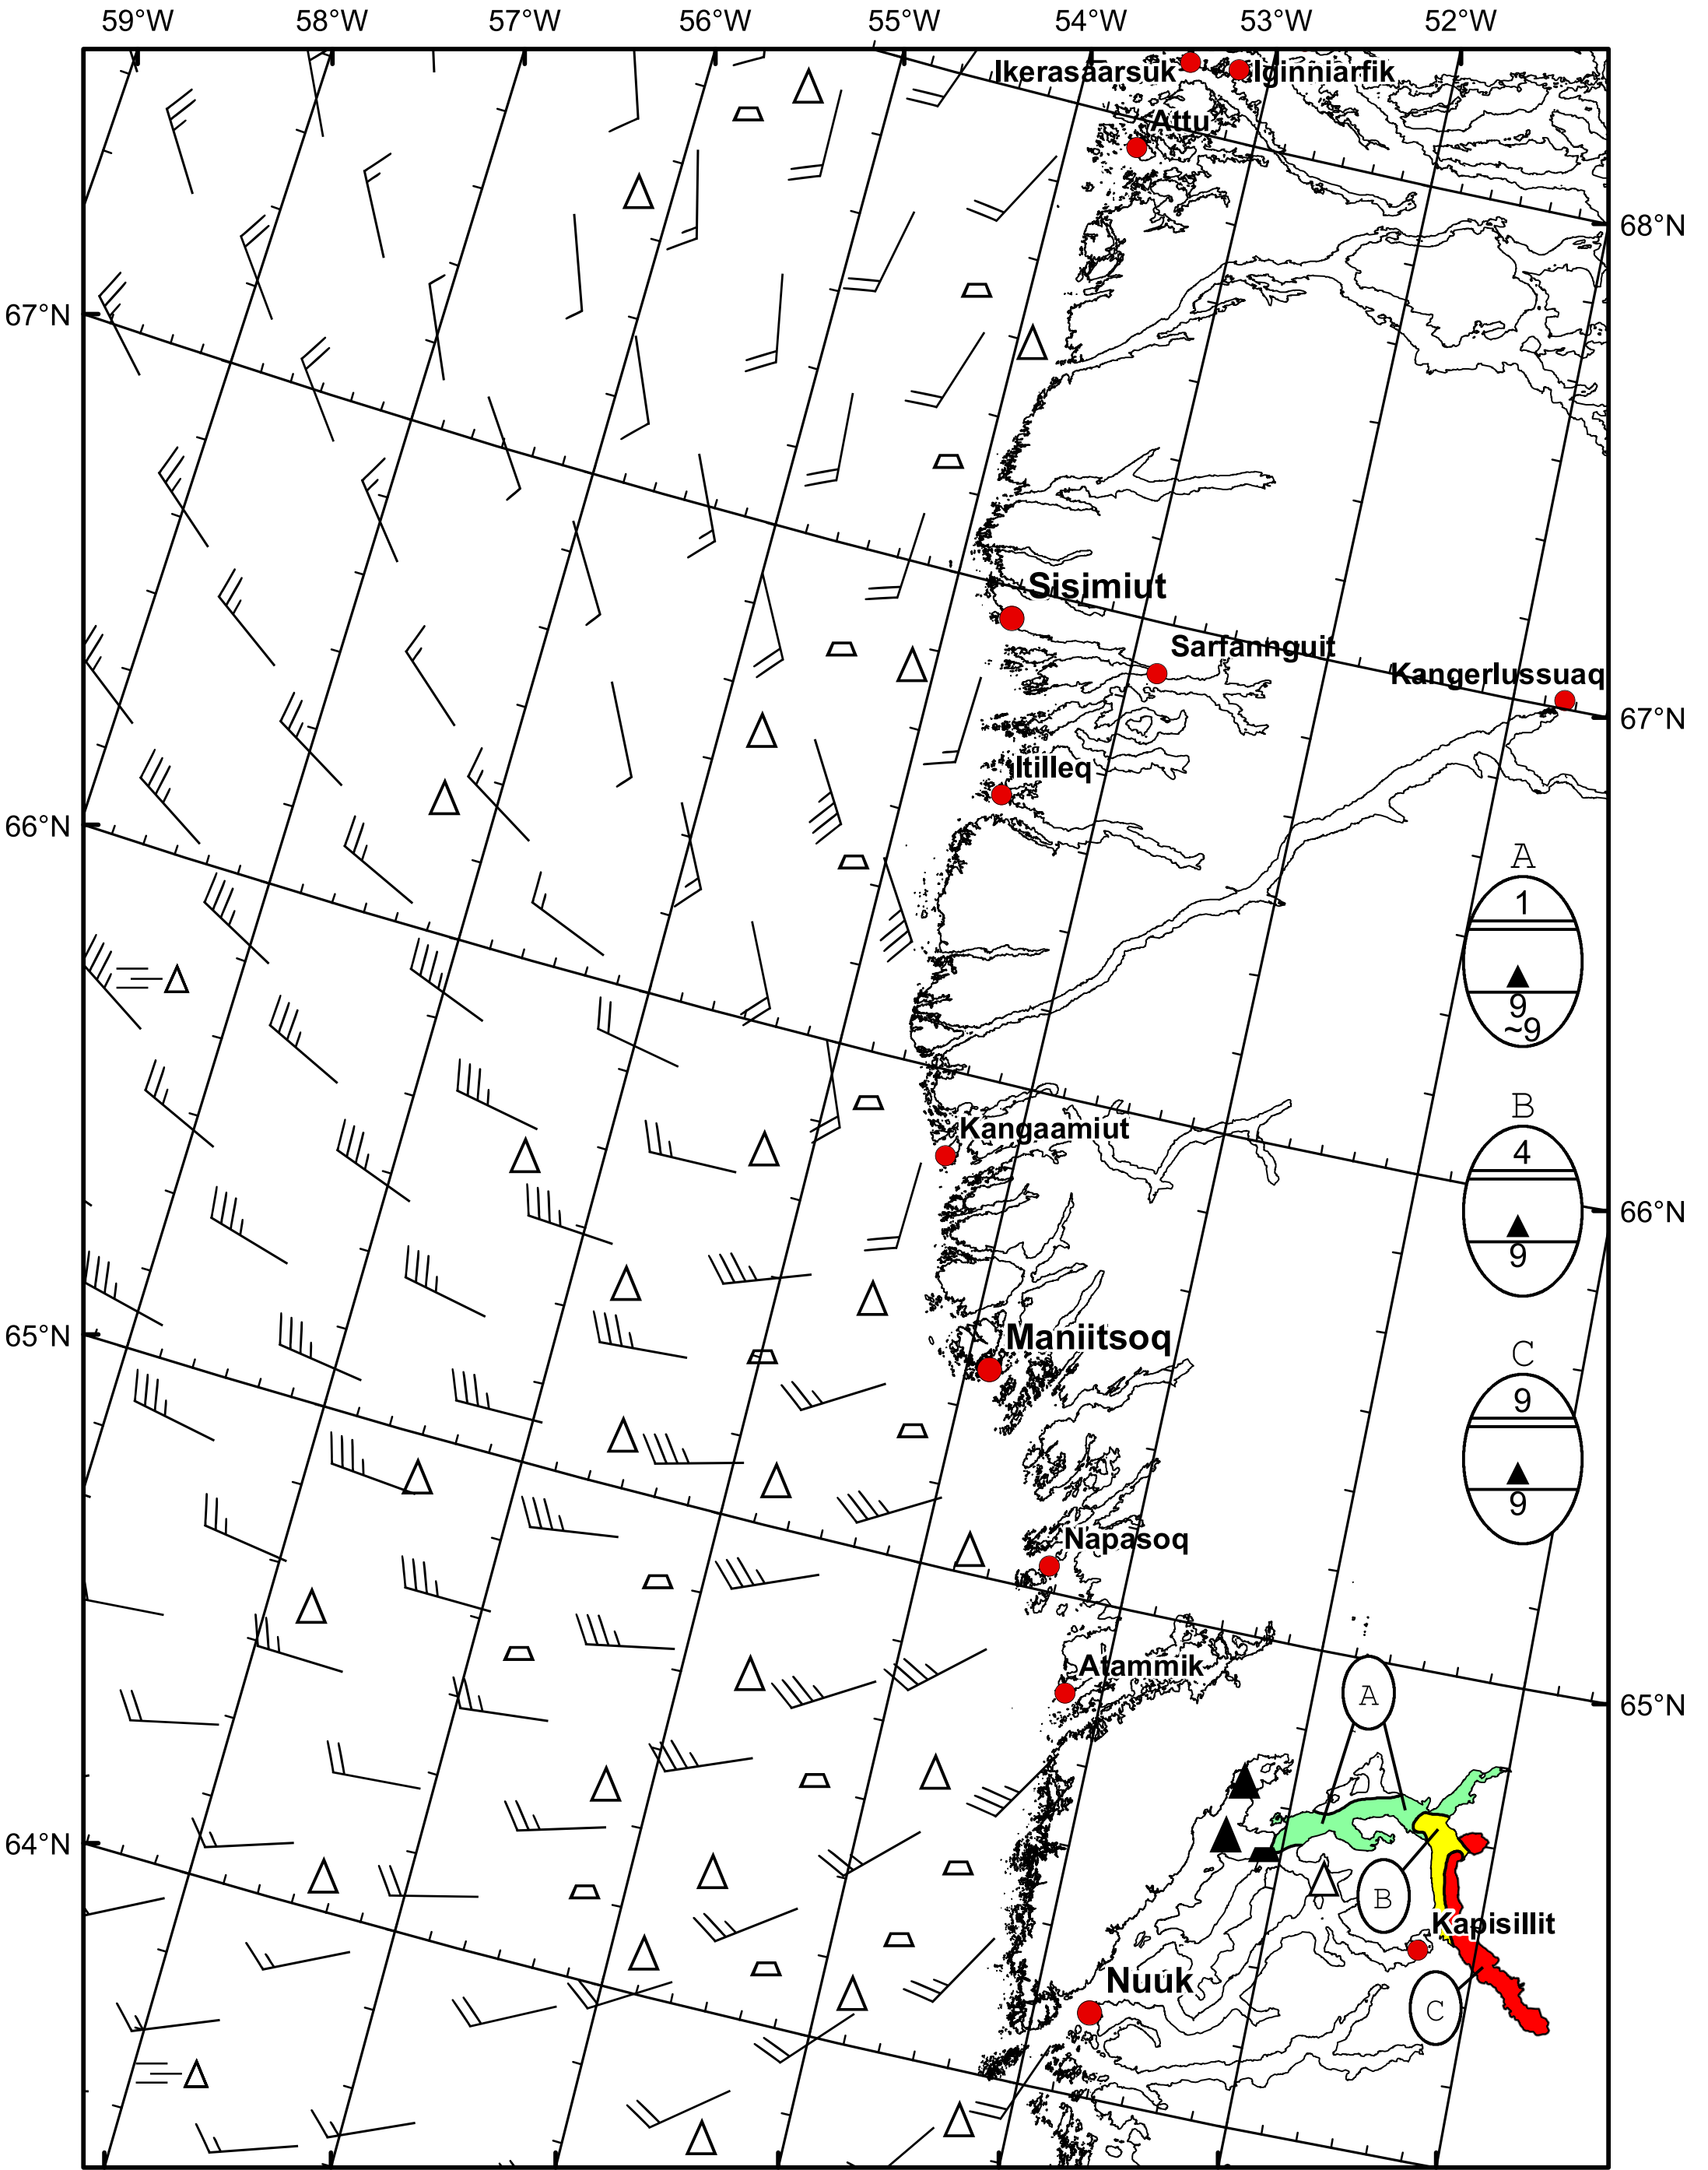 59°W 58°W 57°W 56°W 55°W 54°W 53°W 52°W
Ikerasaarsuk Iginniarfik
Attu
68°N
67°N
Sisimiut
Sarfannguit
Kangerlussuaq
67°N
Itilleq
66°N
A
1
9
~9
Kangaamiut
B
4
9
66°N
65°N
Maniitsoq
C
9
9
Napasoq
Atammik
A
65°N
64°N
B
Kapisillit
Nuuk
C